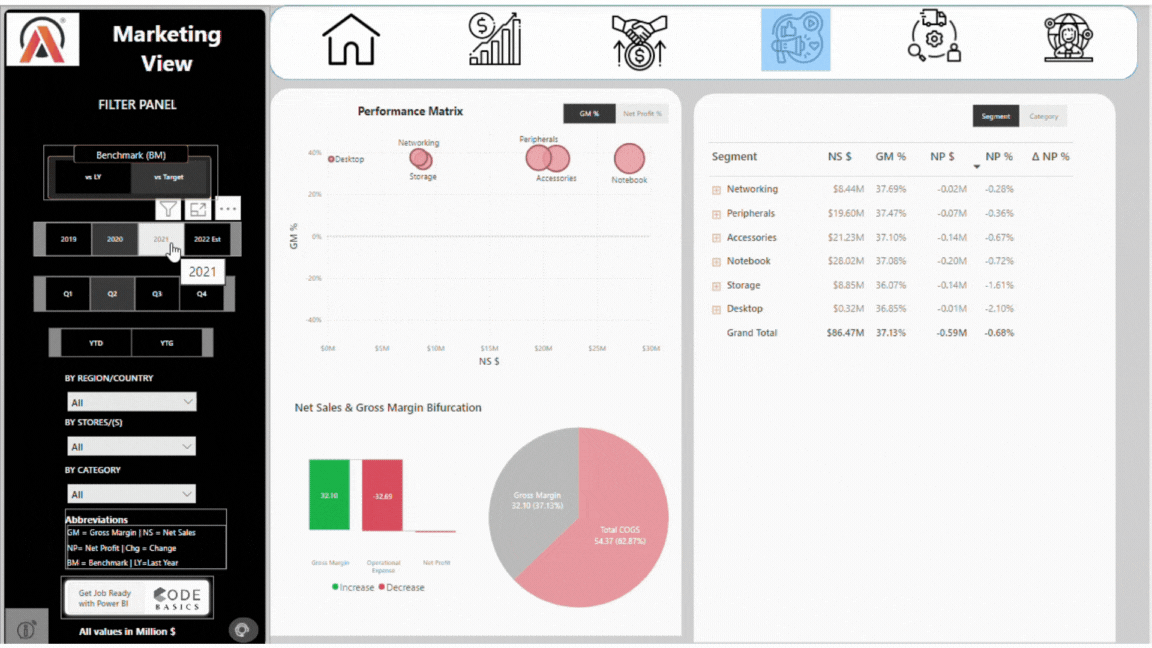 Marketing
View
FILTER PANEL
Benchmark (BM)
vs LY
vs Target
2019
2020
2021
2022 Est
2021
Q1
Q2
Q3
Q4
YTD
YTG
BY REGION/COUNTRY
All
BY STORES/(S)
All
BY CATEGORY
All
Abbreviations
GM = Gross Margin | NS = Net Sales
NP= Net Profit | Chg = Change
BM = Benchmark | LY=Last Year
Get Job Ready
with Power BI
CODE
BASICS
All values in Million $
Performance Matrix
GM %
Net Profit %
GM %
40%
20%
0%
-20%
-40%
Desktop
Networking
Storage
Peripherals
Accessories
Notebook
$0M $5M $10M $15M $20M $25M $30M
NS $
Net Sales & Gross Margin Bifurcation
32.10
-32.69
Gross Margin
Operational
Expense
Net Profit
Increase
Decrease
Gross Margin
32.10 (37.13%)
Total COGS
54.37 (62.87%)
Segment
Category
Segment NS $ GM % NP $ NP % Δ NP %
Networking $8.44M 37.69% -0.02M -0.28%
Peripherals $19.60M 37.47% -0.07M -0.36%
Accessories $21.23M 37.10% -0.14M -0.67%
Notebook $28.02M 37.08% -0.20M -0.72%
Storage $8.85M 36.07% -0.14M -1.61%
Desktop $0.32M 36.85% -0.01M -2.10%
Grand Total $86.47M 37.13% -0.59M -0.68%